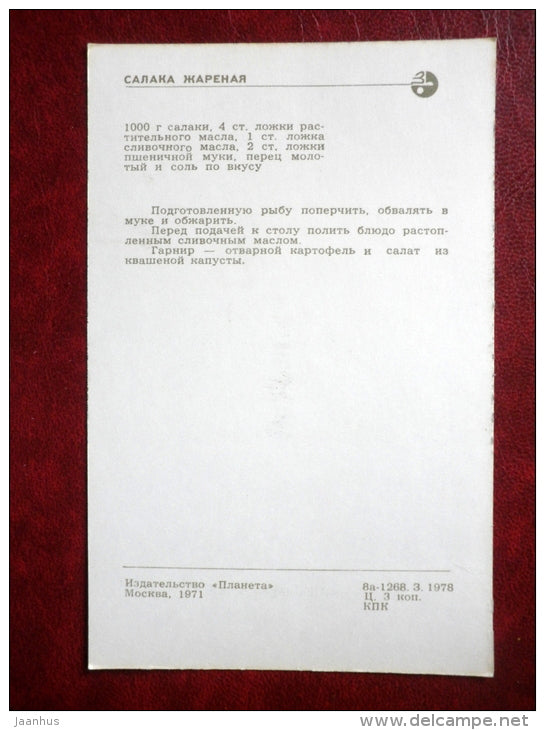 САЛАКА ЖАРЕНАЯ
1000 г салаки, 4 ст. ложки рас-
тительного масла, 1 ст. ложка
сливочного масла, 2 ст. ложки
пшеничной муки, перец моло-
тый и соль по вкусу
Подготовленную рыбу поперчить, обвалять в
муке и обжарить.
Перед подачей к столу полить блюдо растоп-
ленным сливочным маслом.
Гарнир — отварной картофель и салат из
квашеной капусты.
Издательство «Планета»
Москва, 1971
8а-1268. З. 1978
Ц. 3 коп.
КПК
jaanhus
www.delcampe.net